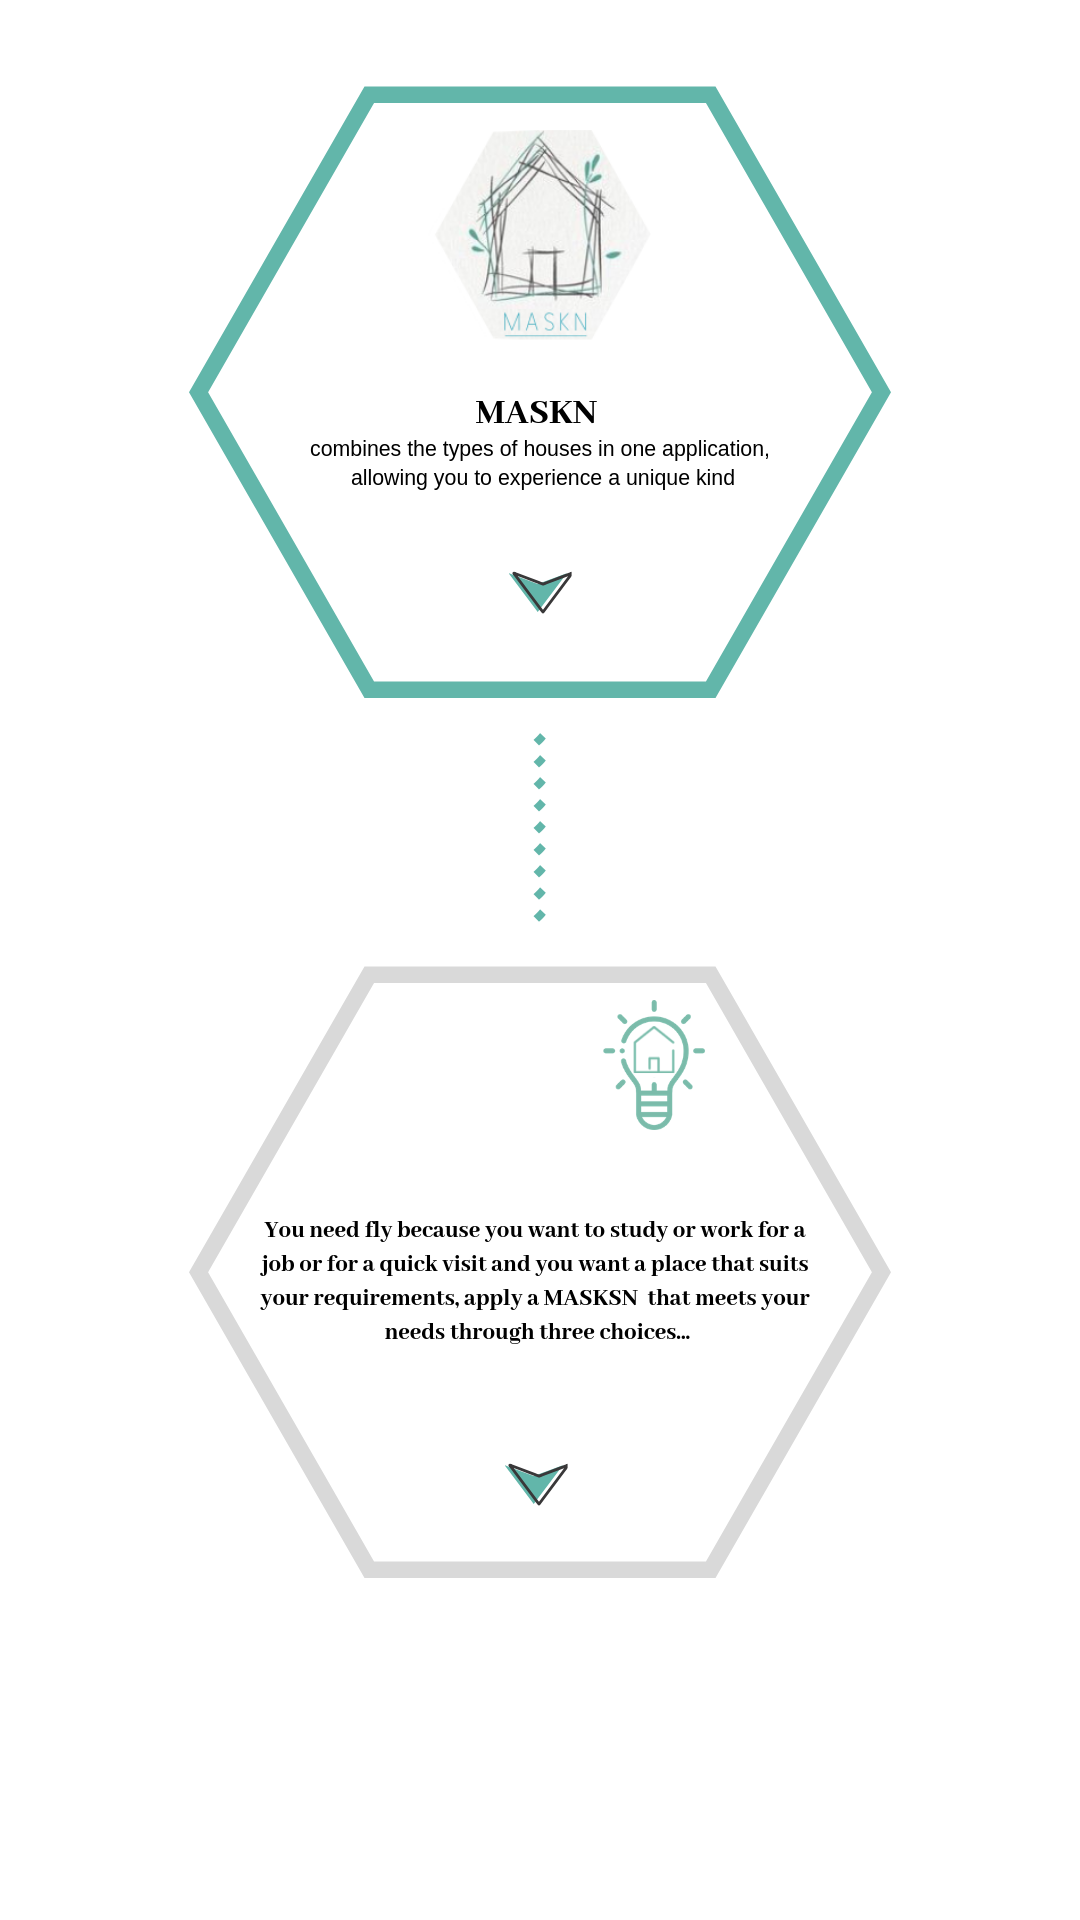 MASKN
MASKN
combines the types of houses in one application,
allowing you to experience a unique kind
You need fly because you want to study or work for a
job or for a quick visit and you want a place that suits
your requirements, apply a MASKSN that meets your
needs through three choices...